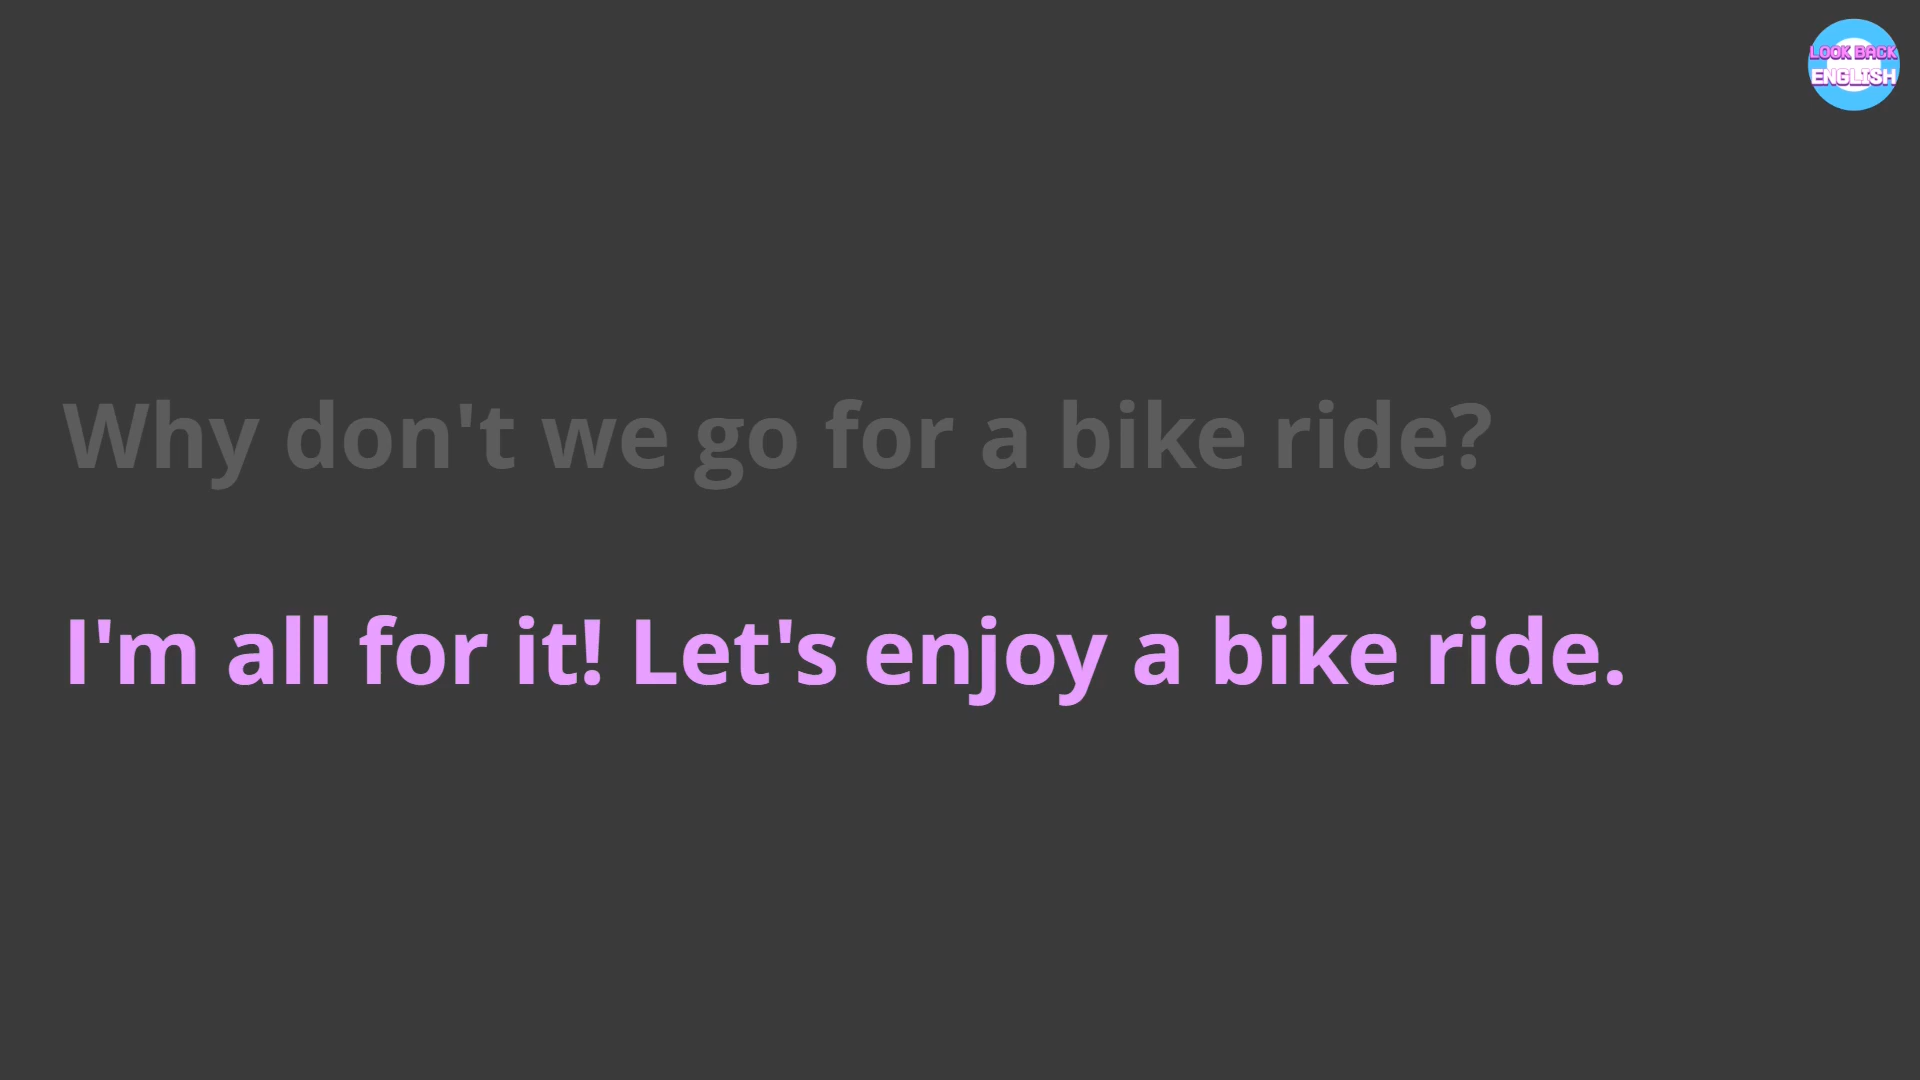 LOOK BACK
ENGLISH
Why don't we go for a bike ride?
I'm all for it! Let's enjoy a bike ride.